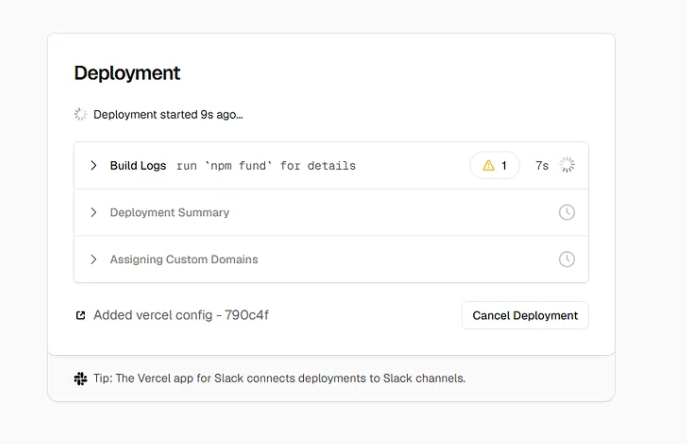 Deployment
Deployment started 9s ago...
Build Logs run `npm fund` for details 1 7s
Deployment Summary
Assigning Custom Domains
Added vercel config - 790c4f Cancel Deployment
Tip: The Vercel app for Slack connects deployments to Slack channels.